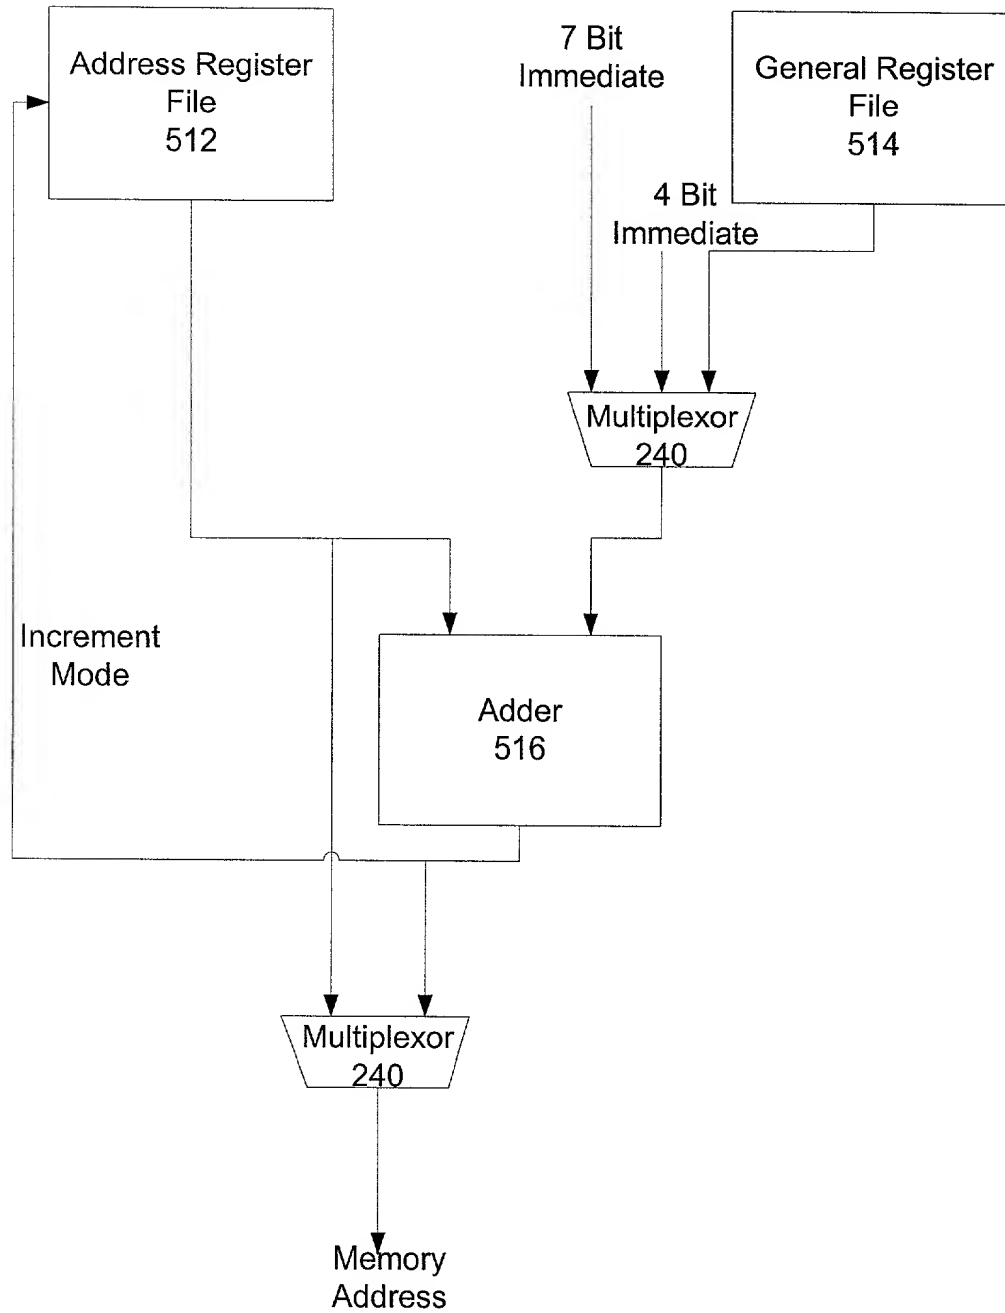 Address Register
File
512
7 Bit
Immediate
General Register
File
514
4 Bit
Immediate
Multiplexor
240
Increment
Mode
Adder
516
Multiplexor
240
Memory
Address